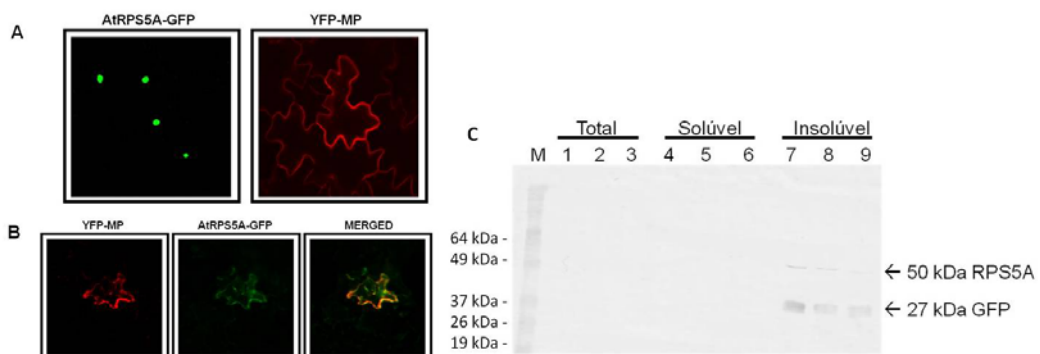 A
AtRPS5A-GFP
YFP-MP
B
YFP-MP
AtRPS5A-GFP
MERGED
C
Total
Solúvel
Insolúvel
M 1 2 3 4 5 6 7 8 9
64 kDa -
49 kDa -
37 kDa -
26 kDa -
19 kDa -
← 50 kDa RPS5A
← 27 kDa GFP